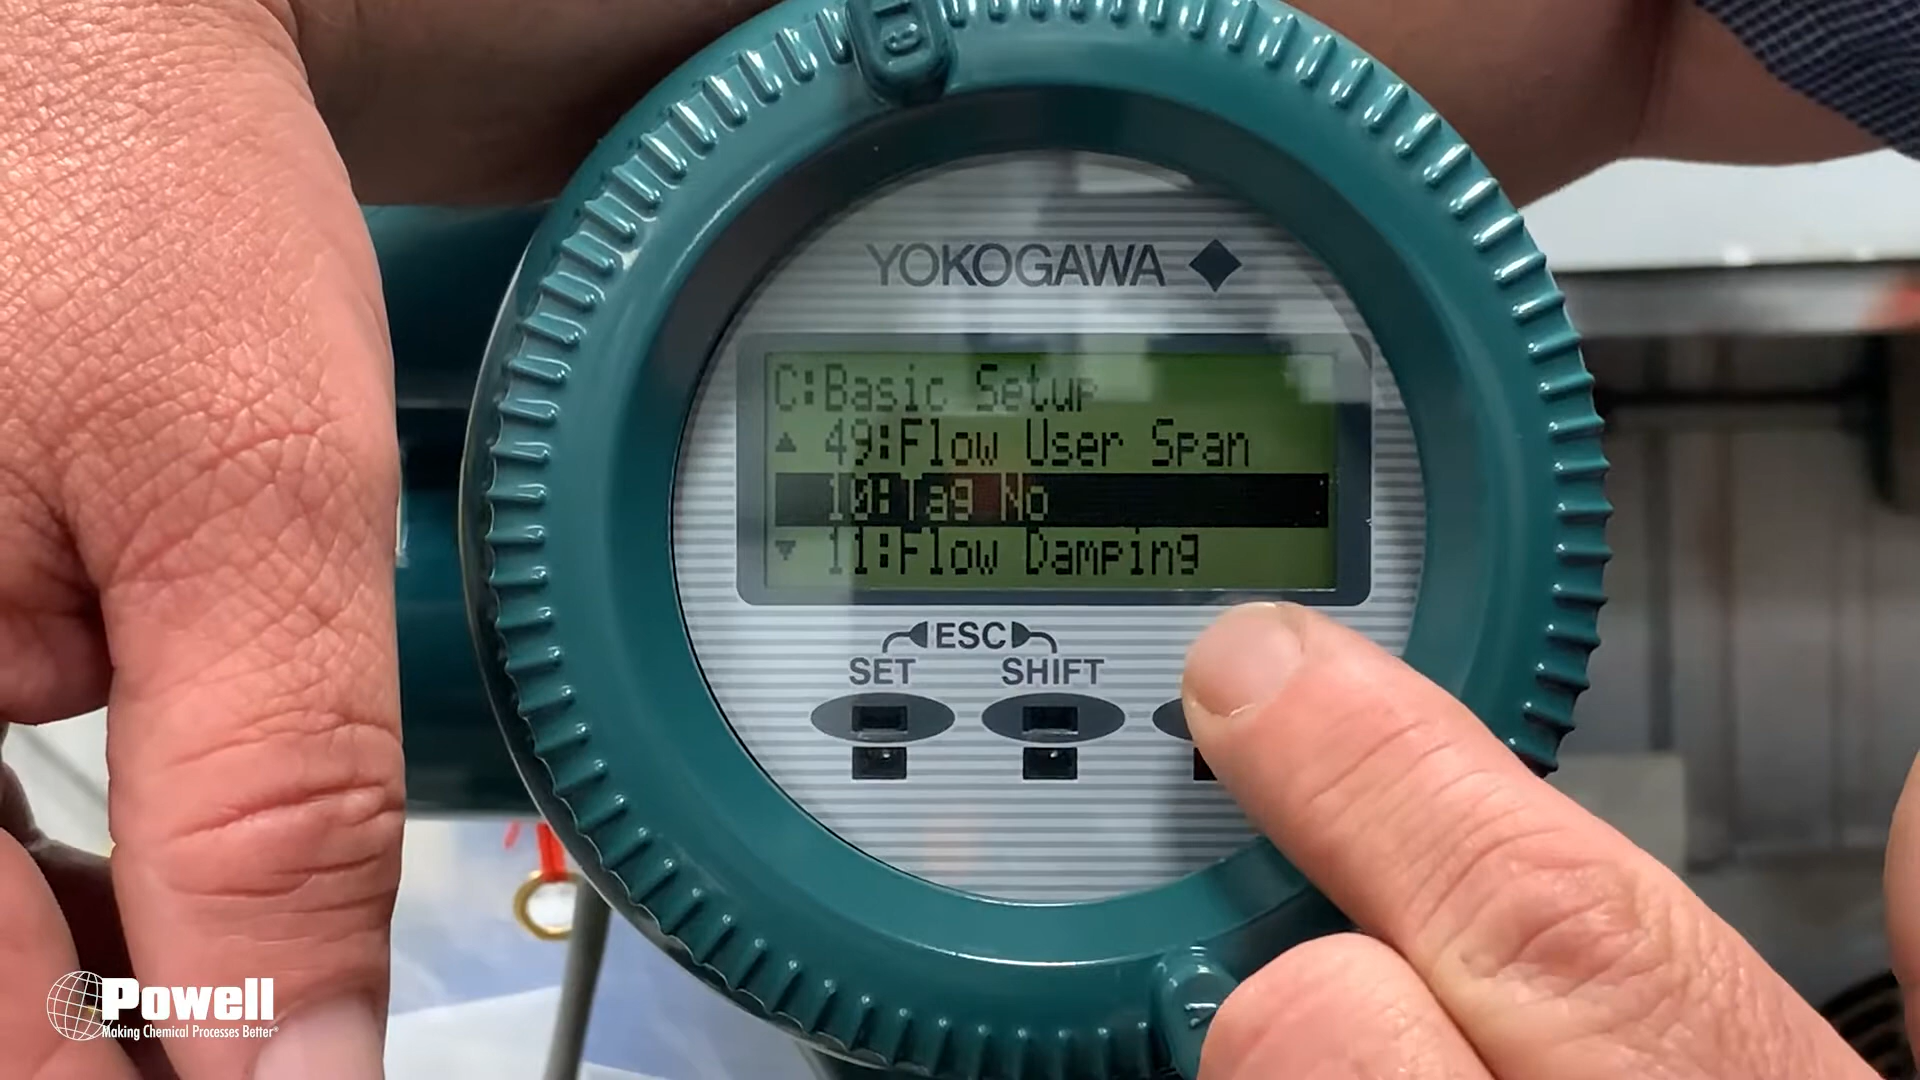 YOKOGAWA
C:Basic Setup
49:Flow User Span
10:Tag No
11:Flow Damping
ESC
SET SHIFT
Powell
Making Chemical Processes Better®